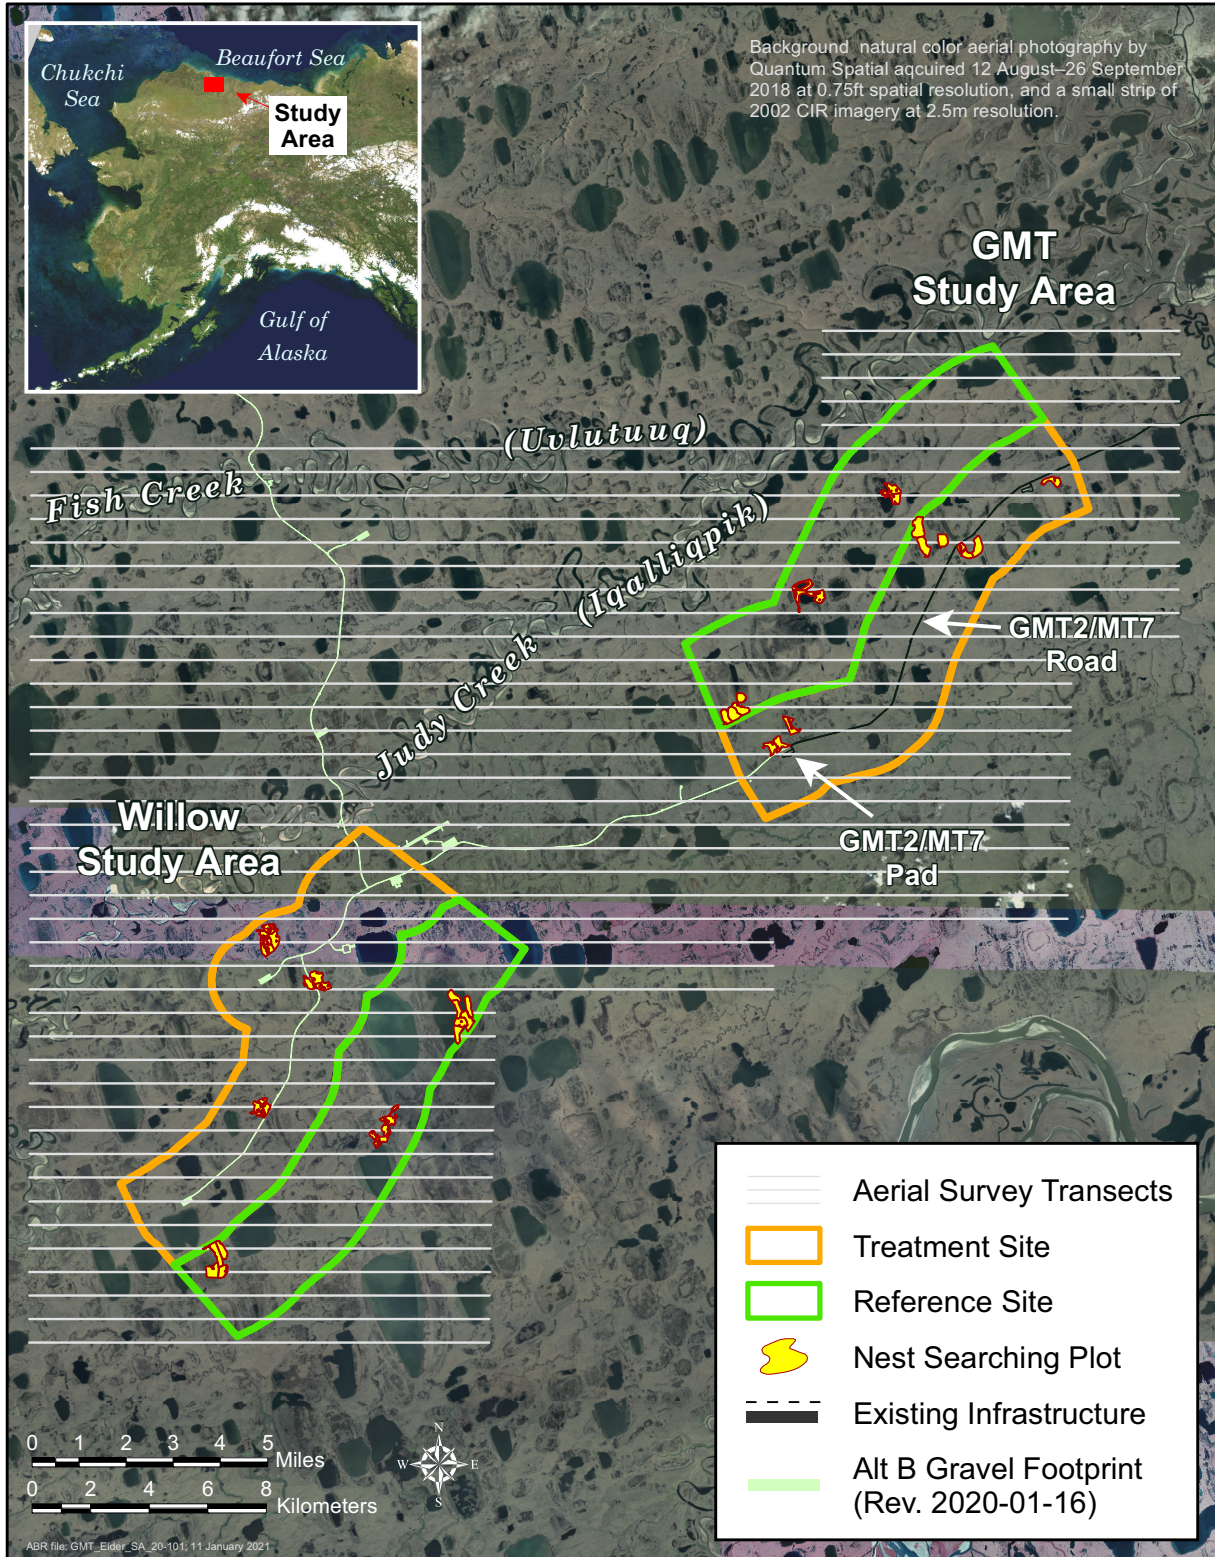 Beaufort Sea
Chukchi
Sea
Study
Area
Gulf of
Alaska
Background natural color aerial photography by
Quantum Spatial aqcuired 12 August–26 September
2018 at 0.75ft spatial resolution, and a small strip of
2002 CIR imagery at 2.5m resolution.
GMT
Study Area
(Uvlutuuq)
Fish Creek
Judy Creek (Iqalliqpik)
GMT2/MT7
Road
GMT2/MT7
Pad
Willow
Study Area
Aerial Survey Transects
Treatment Site
Reference Site
Nest Searching Plot
Existing Infrastructure
Alt B Gravel Footprint
(Rev. 2020-01-16)
0 1 2 3 4 5
Miles
0 2 4 6 8
Kilometers
N
W E
S
ABR file: GMT_Eider_SA_20-101; 11 January 2021